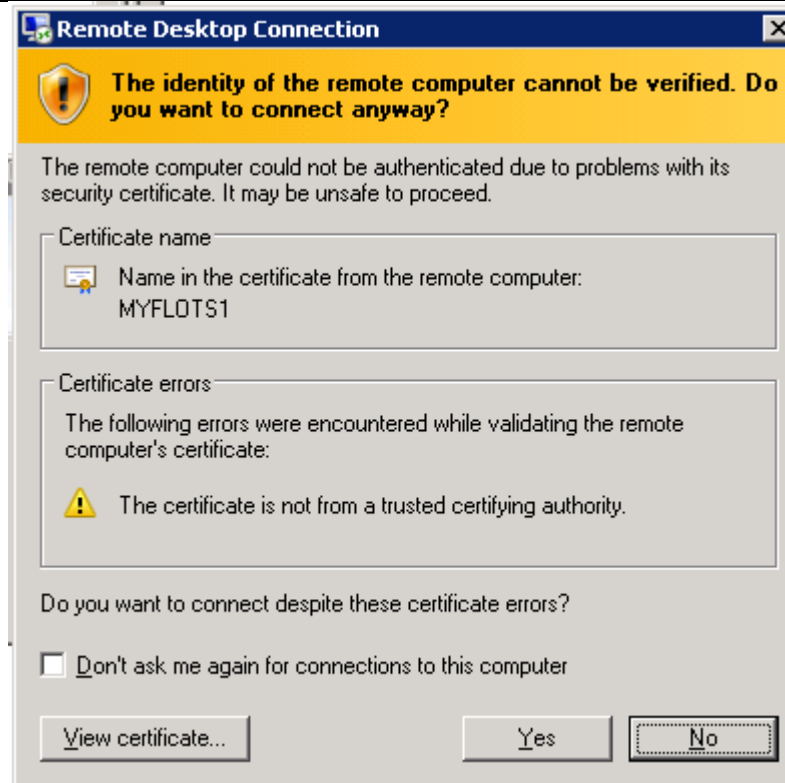 Remote Desktop Connection
The identity of the remote computer cannot be verified. Do
you want to connect anyway?
The remote computer could not be authenticated due to problems with its
security certificate. It may be unsafe to proceed.
Certificate name
Name in the certificate from the remote computer:
MYFLOTS1
Certificate errors
The following errors were encountered while validating the remote
computer's certificate:
The certificate is not from a trusted certifying authority.
Do you want to connect despite these certificate errors?
Don't ask me again for connections to this computer
View certificate... Yes No